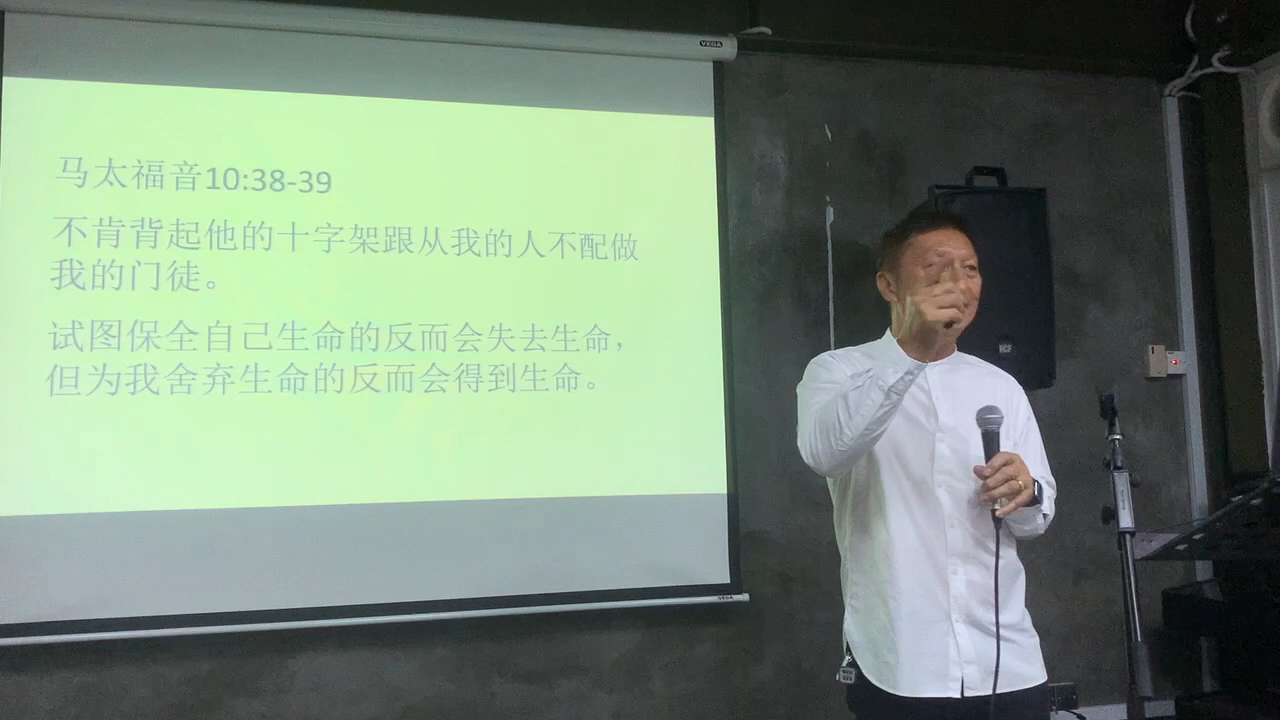 VEGA
马太福音10:38-39
不肯背起他的十字架跟从我的人不配做
我的门徒。
试图保全自己生命的反而会失去生命，
但为我舍弃生命的反而会得到生命。
VEGA
RCF